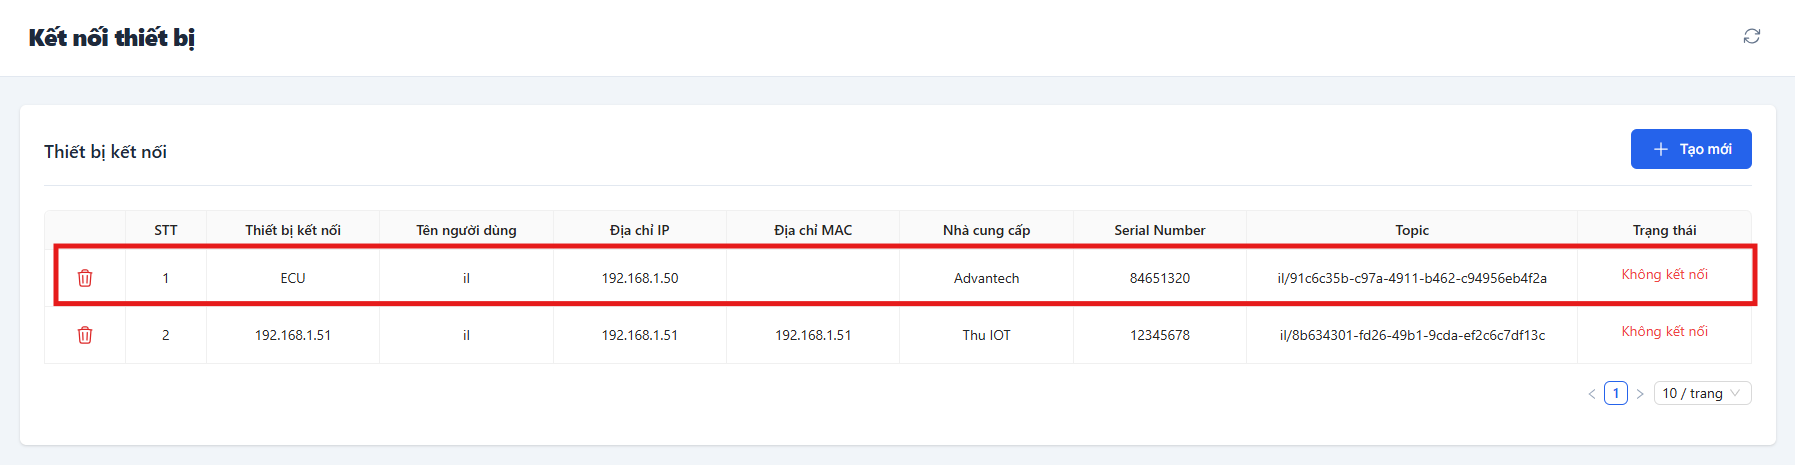 Kết nối thiết bị
Thiết bị kết nối
Tạo mới
STT Thiết bị kết nối Tên người dùng Địa chỉ IP Địa chỉ MAC Nhà cung cấp Serial Number Topic Trạng thái
1 ECU il 192.168.1.50 Advantech 84651320 il/91c6c35b-c97a-4911-b462-c94956eb4f2a Không kết nối
2 192.168.1.51 il 192.168.1.51 192.168.1.51 Thu IOT 12345678 il/8b634301-fd26-49b1-9cda-ef2c6c7df13c Không kết nối
< 1 > 10 / trang